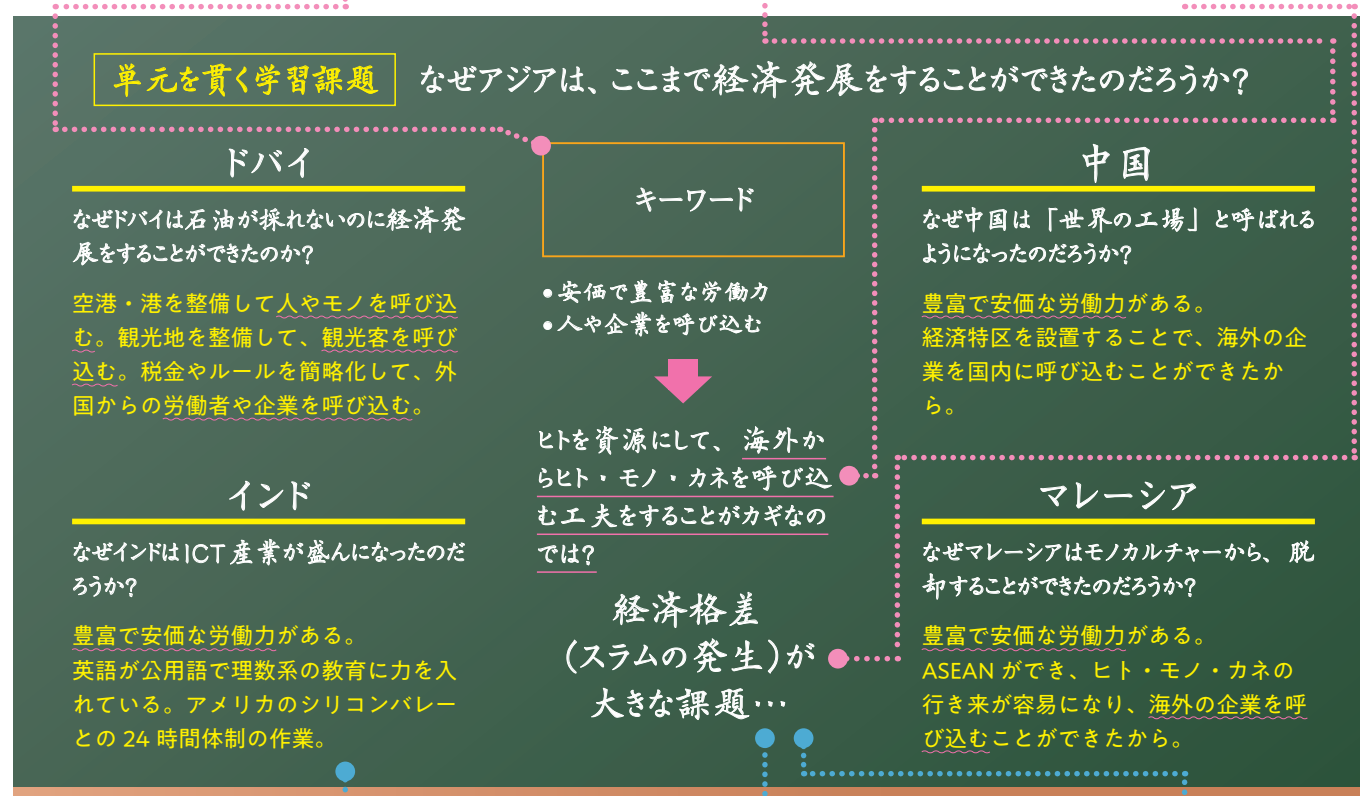 単元を貫く学習課題 なぜアジアは、ここまで経済発展をすることができたのだろうか?
ドバイ
なぜドバイは石油が採れないのに経済発
展をすることができたのか?
空港・港を整備して人やモノを呼び込
む。観光地を整備して、観光客を呼び
込む。税金やルールを簡略化して、外
国からの労働者や企業を呼び込む。
インド
なぜインドはICT産業が盛んになったのだ
ろうか?
豊富で安価な労働力がある。
英語が公用語で理数系の教育に力を入
れている。アメリカのシリコンバレー
との 24 時間体制の作業。
キーワード
●安価で豊富な労働力
●人や企業を呼び込む
ヒトを資源にして、海外か
らヒト・モノ・カネを呼び込
む工夫をすることがカギなの
では?
経済格差
(スラムの発生)が
大きな課題…
中国
なぜ中国は「世界の工場」と呼ばれる
ようになったのだろうか?
豊富で安価な労働力がある。
経済特区を設置することで、海外の企
業を国内に呼び込むことができたか
ら。
マレーシア
なぜマレーシアはモノカルチャーから、脱
却することができたのだろうか?
豊富で安価な労働力がある。
ASEAN ができ、ヒト・モノ・カネの
行き来が容易になり、海外の企業を呼
び込むことができたから。